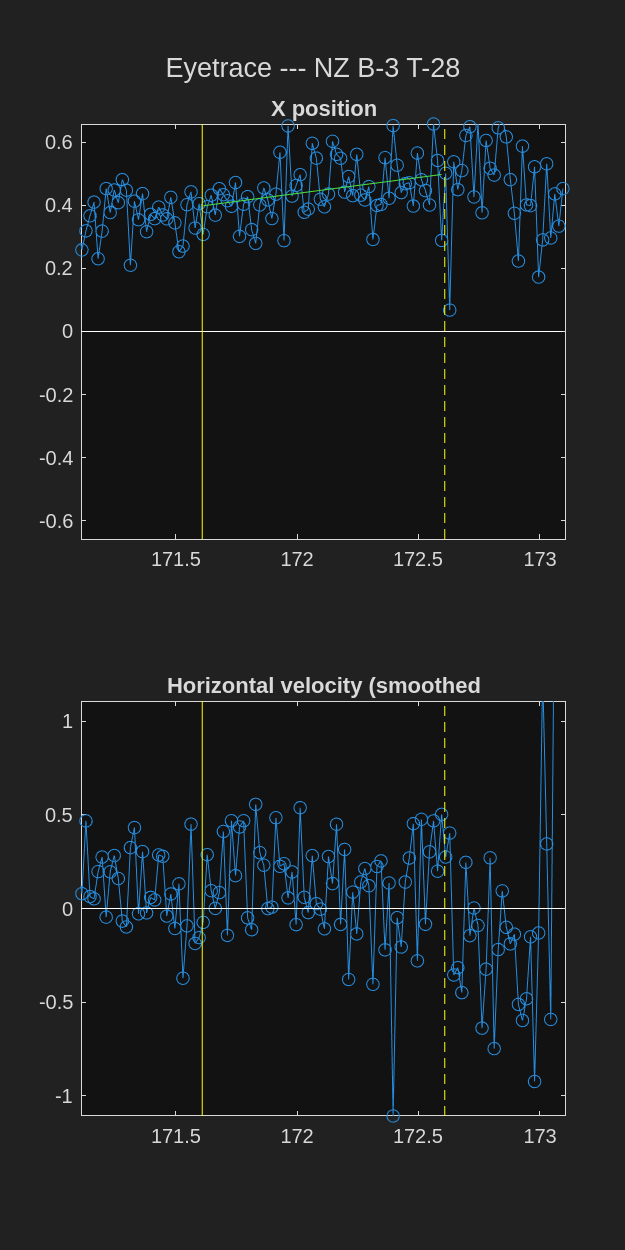 Eyetrace --- NZ B-3 T-28
X position
0.6
0.4
0.2
0
-0.2
-0.4
-0.6
171.5 172 172.5 173
Horizontal velocity (smoothed
1
0.5
0
-0.5
-1
171.5 172 172.5 173